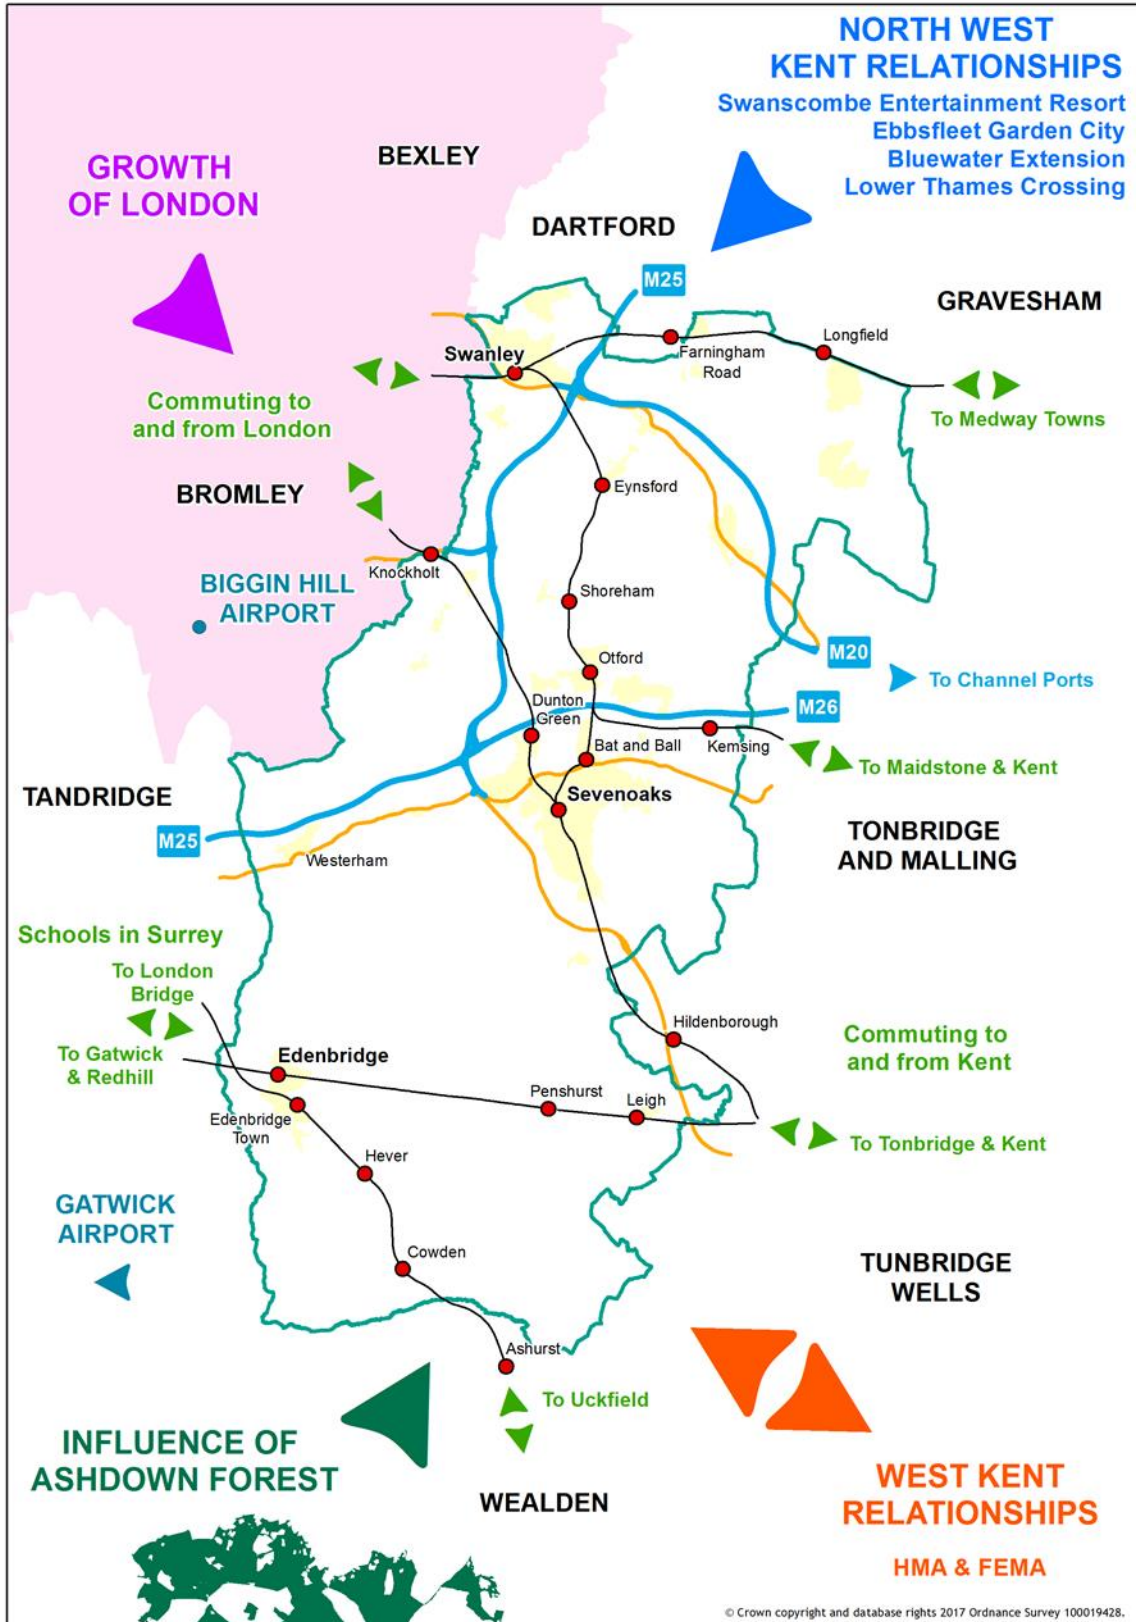 NORTH WEST
KENT RELATIONSHIPS
Swanscombe Entertainment Resort
Ebbsfleet Garden City
Bluewater Extension
Lower Thames Crossing
BEXLEY
GROWTH
OF LONDON
DARTFORD
M25
GRAVESHAM
Longfield
Farningham
Road
Swanley
Commuting to
and from London
To Medway Towns
BROMLEY
Eynsford
Knockholt
BIGGIN HILL
AIRPORT
Shoreham
Otford
M20
To Channel Ports
M26
Dunton
Green
Bat and Ball
Kemsing
To Maidstone & Kent
TANDRIDGE
Sevenoaks
M25
TONBRIDGE
AND MALLING
Westerham
Schools in Surrey
To London
Bridge
Hildenborough
Commuting to
and from Kent
To Gatwick
& Redhill
Edenbridge
Penshurst
Leigh
Edenbridge
Town
To Tonbridge & Kent
Hever
GATWICK
AIRPORT
Cowden
TUNBRIDGE
WELLS
Ashurst
To Uckfield
INFLUENCE OF
ASHDOWN FOREST
WEALDEN
WEST KENT
RELATIONSHIPS
HMA & FEMA
© Crown copyright and database rights 2017 Ordnance Survey 100019428.